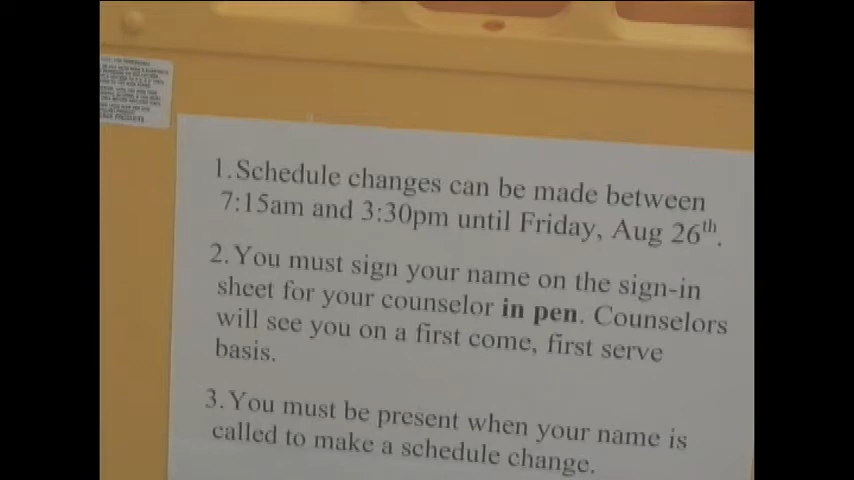 1. Schedule changes can be made between
7:15am and 3:30pm until Friday, Aug 26th.
2. You must sign your name on the sign-in
sheet for your counselor in pen. Counselors
will see you on a first come, first serve
basis.
3. You must be present when your name is
called to make a schedule change.